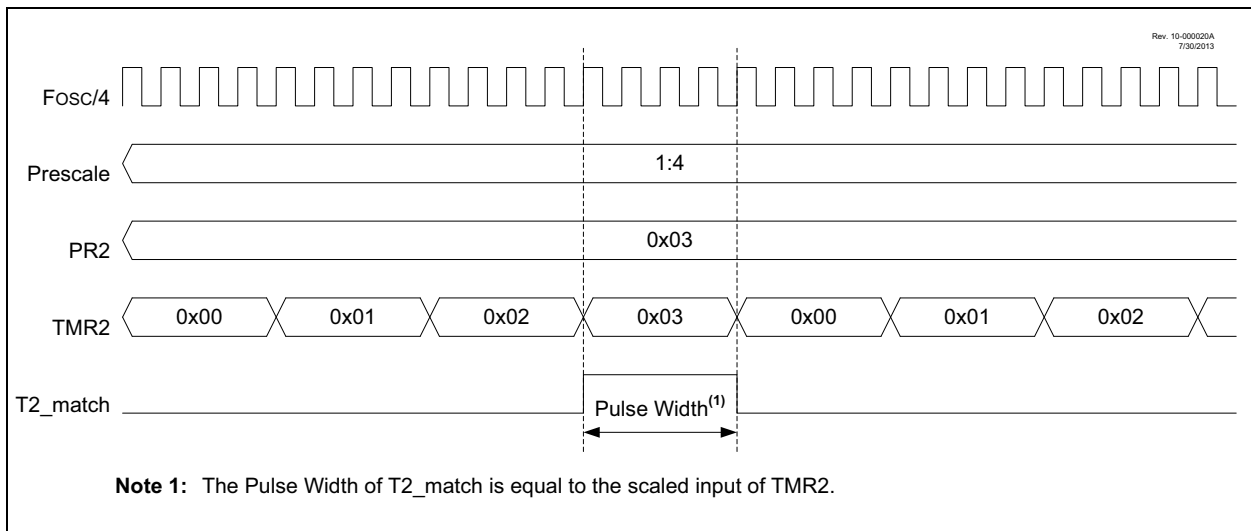 Rev. 10-000020A
7/30/2013
Fosc/4
Prescale
1:4
PR2
0x03
TMR2
0x00 0x01 0x02 0x03 0x00 0x01 0x02
T2_match
Pulse Width(1)
Note 1: The Pulse Width of T2_match is equal to the scaled input of TMR2.